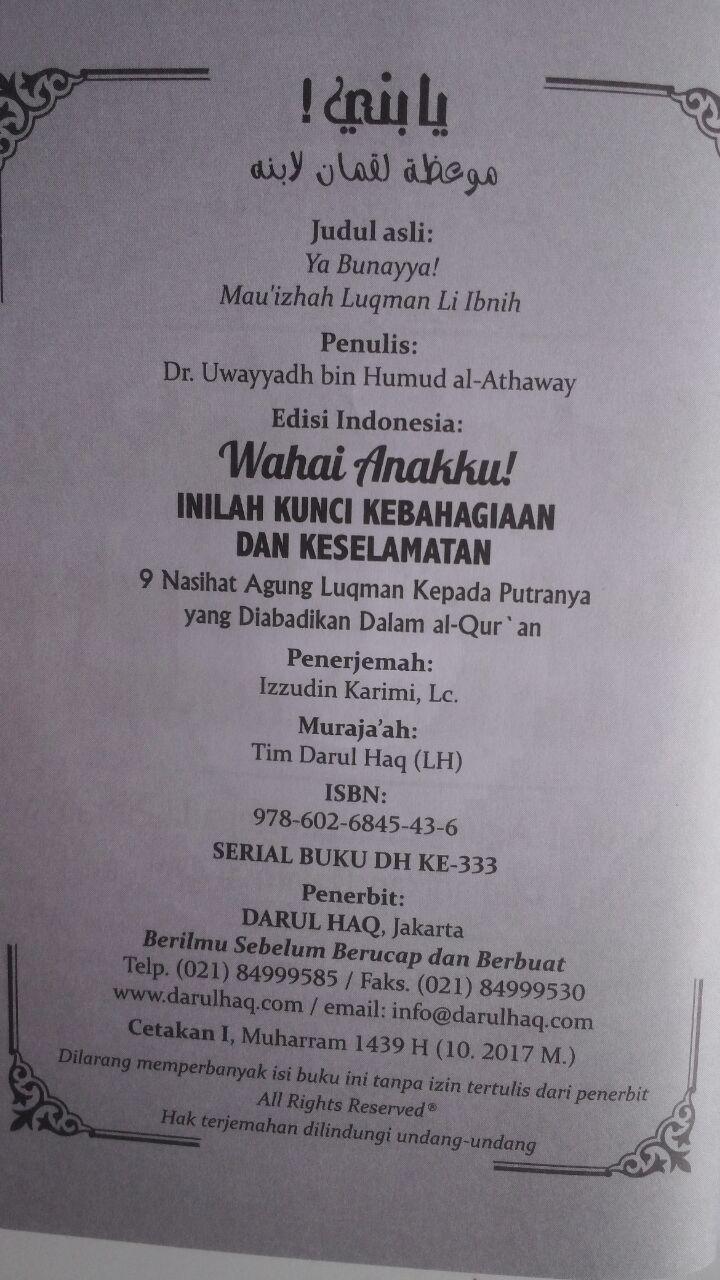 يا بني !
موعظة لقمان لابنه
Judul asli:
Ya Bunayya!
Mau'izhah Luqman Li Ibnih
Penulis:
Dr. Uwayyadh bin Humud al-Athaway
Edisi Indonesia:
Wahai Anakku!
INILAH KUNCI KEBAHAGIAAN
DAN KESELAMATAN
9 Nasihat Agung Luqman Kepada Putranya
yang Diabadikan Dalam al-Qur`an
Penerjemah:
Izzudin Karimi, Lc.
Muraja'ah:
Tim Darul Haq (LH)
ISBN:
978-602-6845-43-6
SERIAL BUKU DH KE-333
Penerbit:
DARUL HAQ, Jakarta
Berilmu Sebelum Berucap dan Berbuat
Telp. (021) 84999585 / Faks. (021) 84999530
www.darulhaq.com / email: info@darulhaq.com
Cetakan I, Muharram 1439 H (10. 2017 M.)
Dilarang memperbanyak isi buku ini tanpa izin tertulis dari penerbit
All Rights Reserved®
Hak terjemahan dilindungi undang-undang